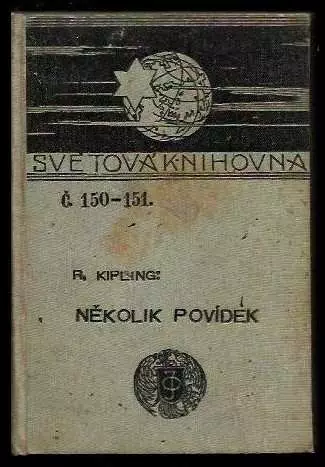 SVĚTOVÁ KNIHOVNA
Č. 150-151.
R. KIPLING:
NĚKOLIK POVÍDEK